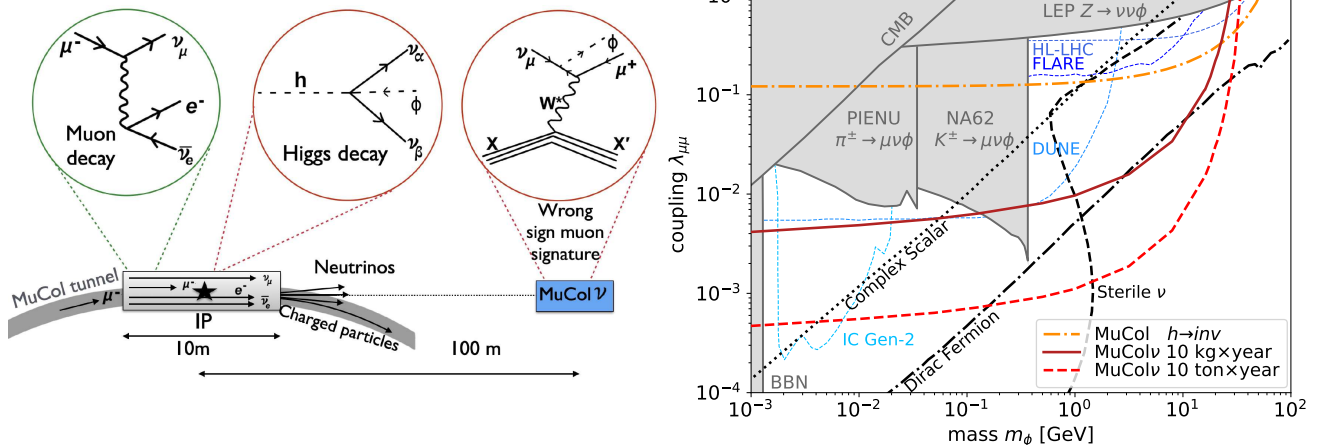 μ⁻
ν_μ
e⁻
ν̅_e
Muon
decay
h
ν_α
ϕ
ν_β
Higgs decay
ν_μ
ϕ
μ⁺
W*
X
X′
Wrong
sign muon
signature
MuCol tunnel
μ⁻
μ⁻
ν_μ
e⁻
ν̅_e
IP
Neutrinos
Charged particles
MuCol ν
10m
100 m
coupling λ_μμ
10⁰
10⁻¹
10⁻²
10⁻³
10⁻⁴
CMB
LEP Z→ννϕ
HL-LHC
FLARE
PIENU
π^± → μνϕ
NA62
K^± → μνϕ
DUNE
Complex Scalar
Dirac Fermion
Sterile ν
IC Gen-2
BBN
MuCol h→inv
MuColν 10 kg×year
MuColν 10 ton×year
10⁻³
10⁻²
10⁻¹
10⁰
10¹
10²
mass m_ϕ [GeV]